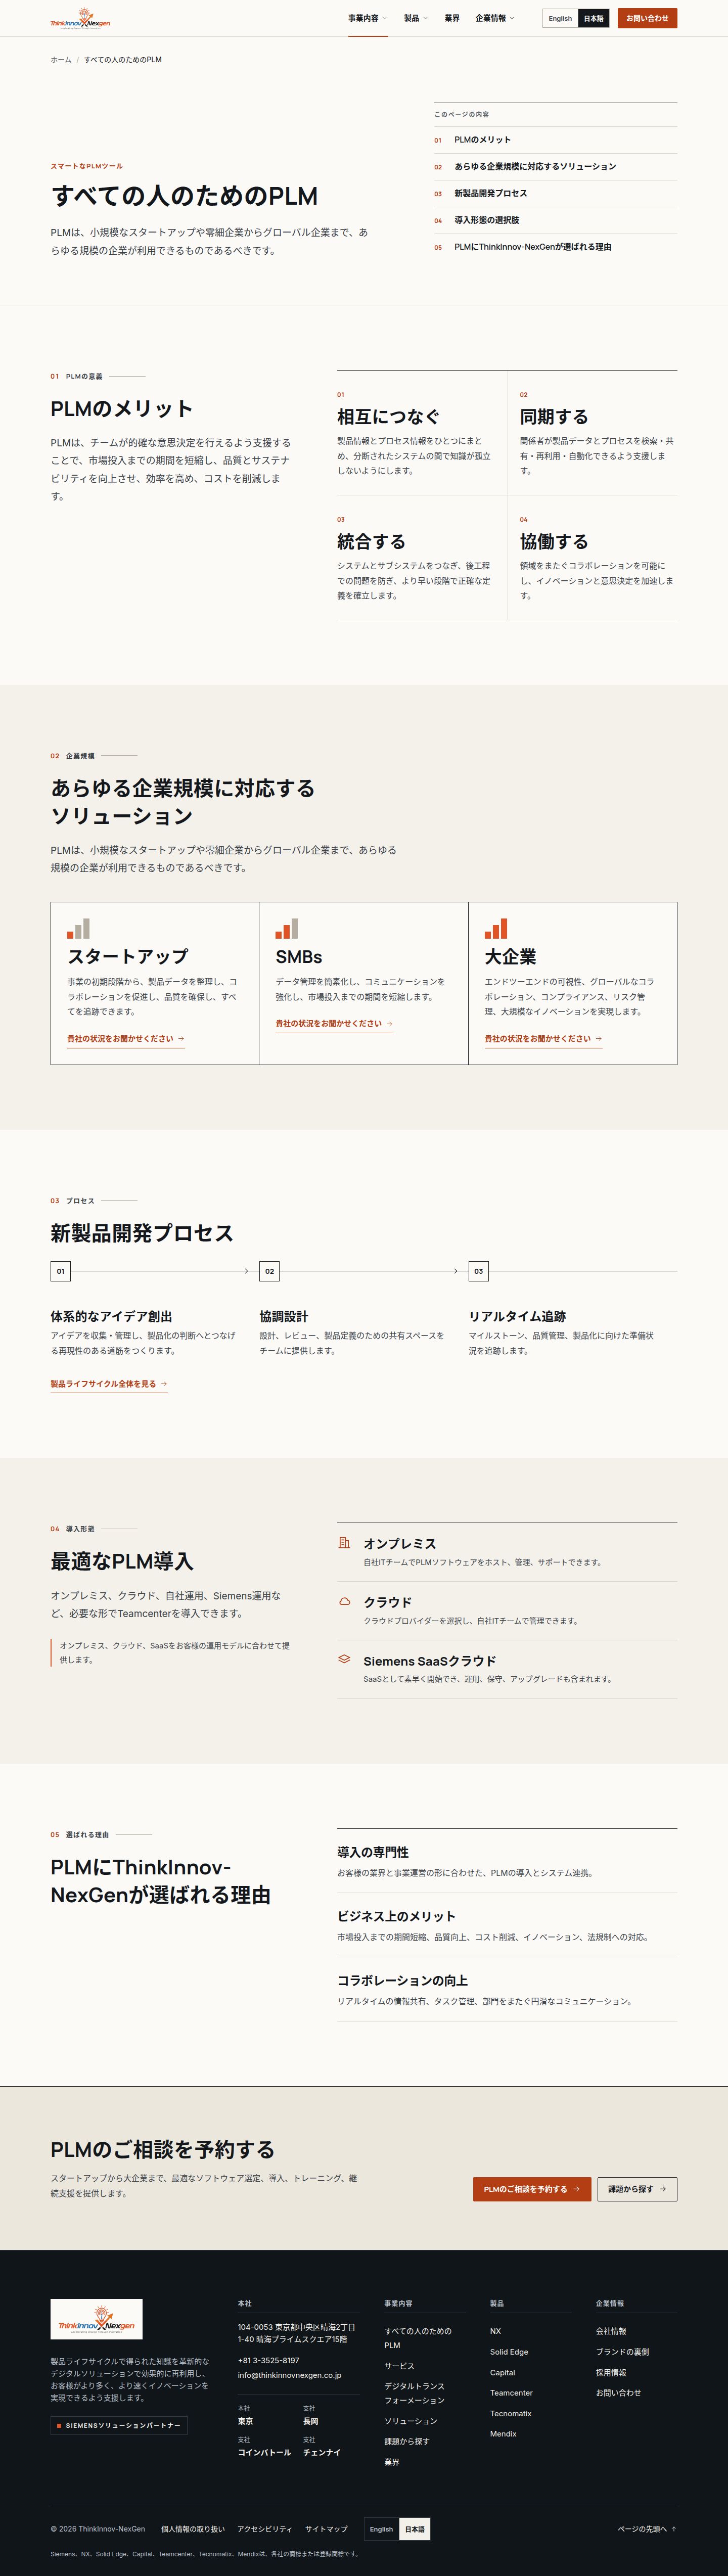 ThinkInnovXNexgen
事業内容
製品
業界
企業情報
English
日本語
お問い合わせ
ホーム / すべての人のためのPLM
スマートなPLMツール
すべての人のためのPLM
PLMは、小規模なスタートアップや零細企業からグローバル企業まで、あ
らゆる規模の企業が利用できるものであるべきです。
このページの内容
01 PLMのメリット
02 あらゆる企業規模に対応するソリューション
03 新製品開発プロセス
04 導入形態の選択肢
05 PLMにThinkInnov-NexGenが選ばれる理由
01 PLMの意義
PLMのメリット
PLMは、チームが的確な意思決定を行えるよう支援する
ことで、市場投入までの期間を短縮し、品質とサステナ
ビリティを向上させ、効率を高め、コストを削減しま
す。
01
相互につなぐ
製品情報とプロセス情報をひとつにまと
め、分断されたシステムの間で知識が孤立
しないようにします。
02
同期する
関係者が製品データとプロセスを検索・共
有・再利用・自動化できるよう支援しま
す。
03
統合する
システムとサブシステムをつなぎ、後工程
での問題を防ぎ、より早い段階で正確な定
義を確立します。
04
協働する
領域をまたぐコラボレーションを可能に
し、イノベーションと意思決定を加速しま
す。
02 企業規模
あらゆる企業規模に対応する
ソリューション
PLMは、小規模なスタートアップや零細企業からグローバル企業まで、あらゆる
規模の企業が利用できるものであるべきです。
スタートアップ
事業の初期段階から、製品データを整理し、コ
ラボレーションを促進し、品質を確保し、すべ
てを追跡できます。
貴社の状況をお聞かせください →
SMBs
データ管理を簡素化し、コミュニケーションを
強化し、市場投入までの期間を短縮します。
貴社の状況をお聞かせください →
大企業
エンドツーエンドの可視性、グローバルなコラ
ボレーション、コンプライアンス、リスク管
理、大規模なイノベーションを実現します。
貴社の状況をお聞かせください →
03 プロセス
新製品開発プロセス
01
02
03
体系的なアイデア創出
アイデアを収集・管理し、製品化の判断へとつなげ
る再現性のある道筋をつくります。
協調設計
設計、レビュー、製品定義のための共有スペースを
チームに提供します。
リアルタイム追跡
マイルストーン、品質管理、製品化に向けた準備状
況を追跡します。
製品ライフサイクル全体を見る →
04 導入形態
最適なPLM導入
オンプレミス、クラウド、自社運用、Siemens運用な
ど、必要な形でTeamcenterを導入できます。
オンプレミス、クラウド、SaaSをお客様の運用モデルに合わせて提
供します。
オンプレミス
自社ITチームでPLMソフトウェアをホスト、管理、サポートできます。
クラウド
クラウドプロバイダーを選択し、自社ITチームで管理できます。
Siemens SaaSクラウド
SaaSとして素早く開始でき、運用、保守、アップグレードも含まれます。
05 選ばれる理由
PLMにThinkInnov-
NexGenが選ばれる理由
導入の専門性
お客様の業界と事業運営の形に合わせた、PLMの導入とシステム連携。
ビジネス上のメリット
市場投入までの期間短縮、品質向上、コスト削減、イノベーション、法規制への対応。
コラボレーションの向上
リアルタイムの情報共有、タスク管理、部門をまたぐ円滑なコミュニケーション。
PLMのご相談を予約する
スタートアップから大企業まで、最適なソフトウェア選定、導入、トレーニング、継
続支援を提供します。
PLMのご相談を予約する →
課題から探す →
ThinkInnovXNexgen
製品ライフサイクルで得られた知識を革新的な
デジタルソリューションで効果的に再利用し、
お客様がより多く、より速くイノベーションを
実現できるよう支援します。
SIEMENSソリューションパートナー
本社
104-0053 東京都中央区晴海2丁目
1-40 晴海プライムスクエア15階
+81 3-3525-8197
info@thinkinnovnexgen.co.jp
本社
東京
支社
長岡
支社
コインバトール
支社
チェンナイ
事業内容
すべての人のための
PLM
サービス
デジタルトランス
フォーメーション
ソリューション
課題から探す
業界
製品
NX
Solid Edge
Capital
Teamcenter
Tecnomatix
Mendix
企業情報
会社情報
ブランドの裏側
採用情報
お問い合わせ
© 2026 ThinkInnov-NexGen
個人情報の取り扱い
アクセシビリティ
サイトマップ
English
日本語
ページの先頭へ ↑
Siemens、NX、Solid Edge、Capital、Teamcenter、Tecnomatix、Mendixは、各社の商標または登録商標です。